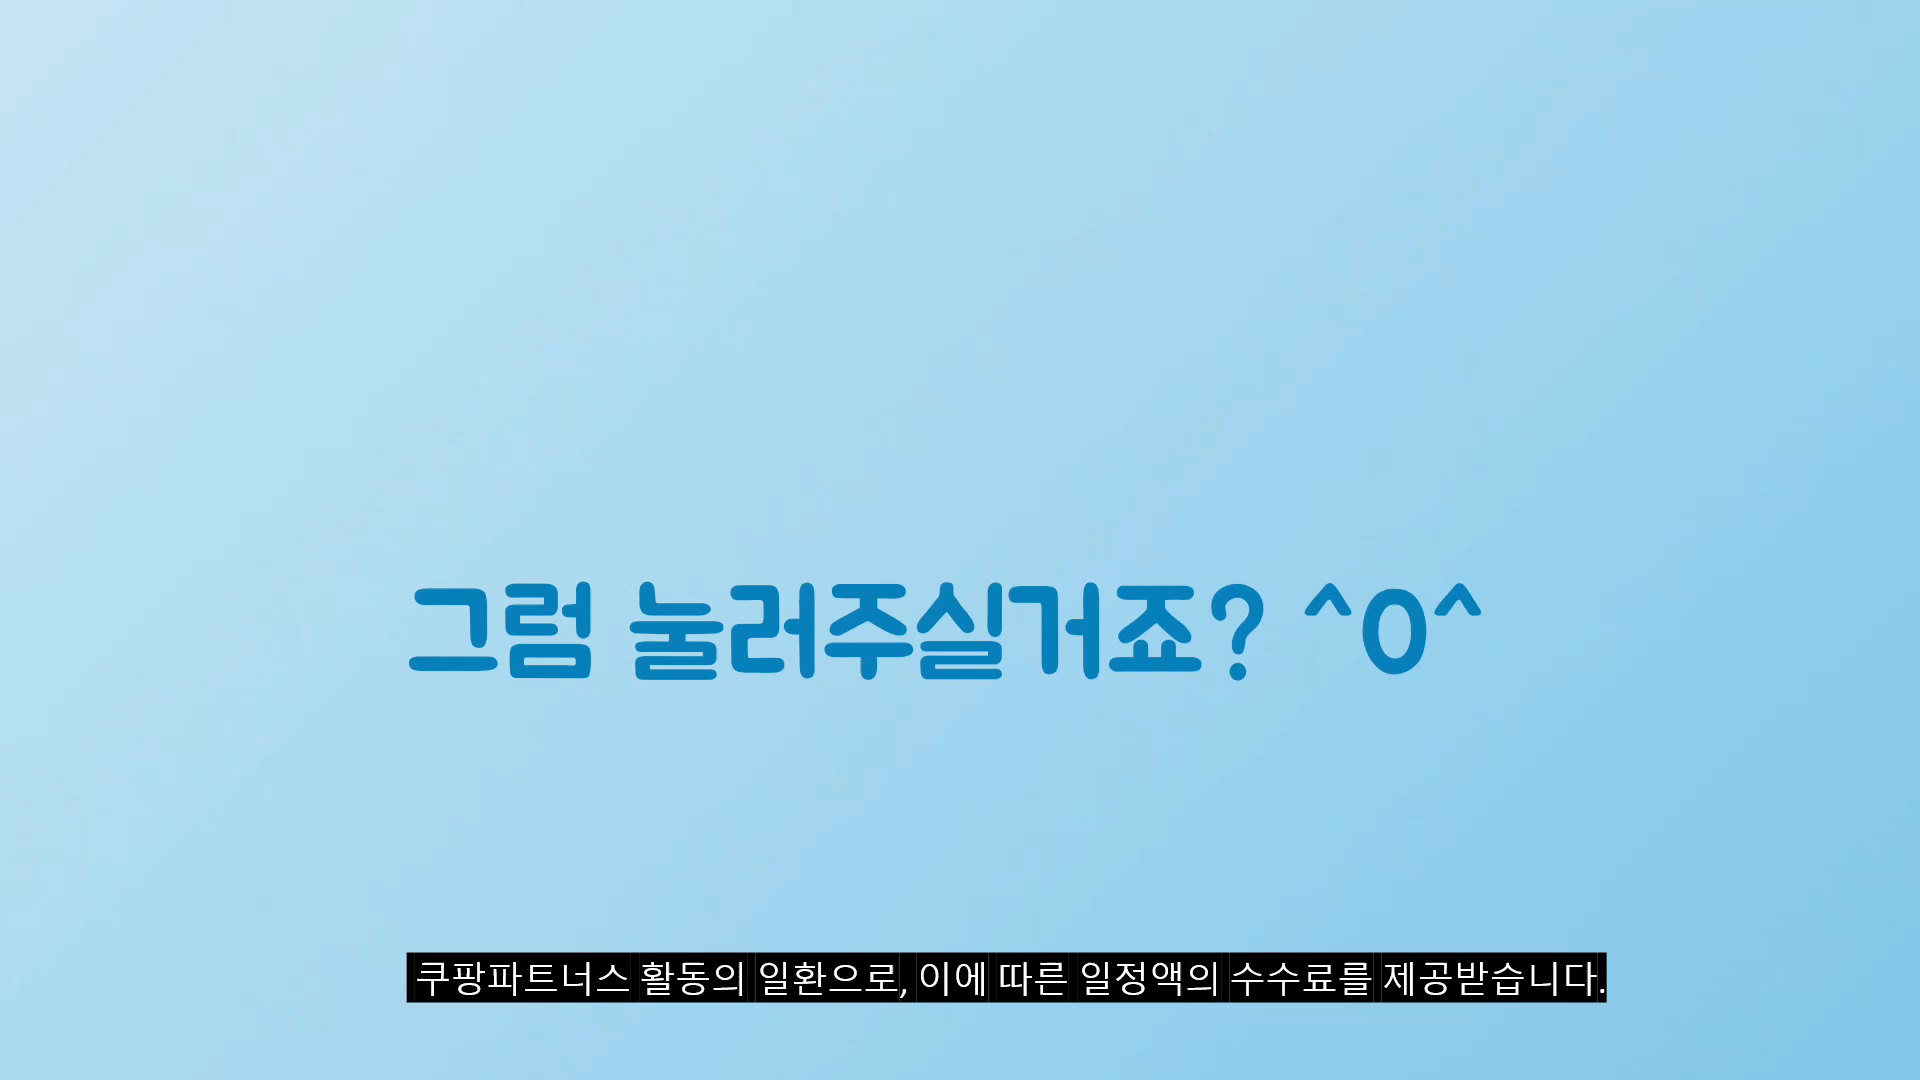 그럼 눌러주실거죠? ^0^
쿠팡파트너스 활동의 일환으로, 이에 따른 일정액의 수수료를 제공받습니다.